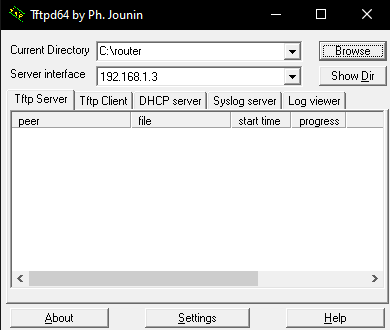 Tftpd64 by Ph. Jounin
Current Directory C:\router Browse
Server interface 192.168.1.3 Show Dir
Tftp Server Tftp Client DHCP server Syslog server Log viewer
peer file start time progress
About Settings Help